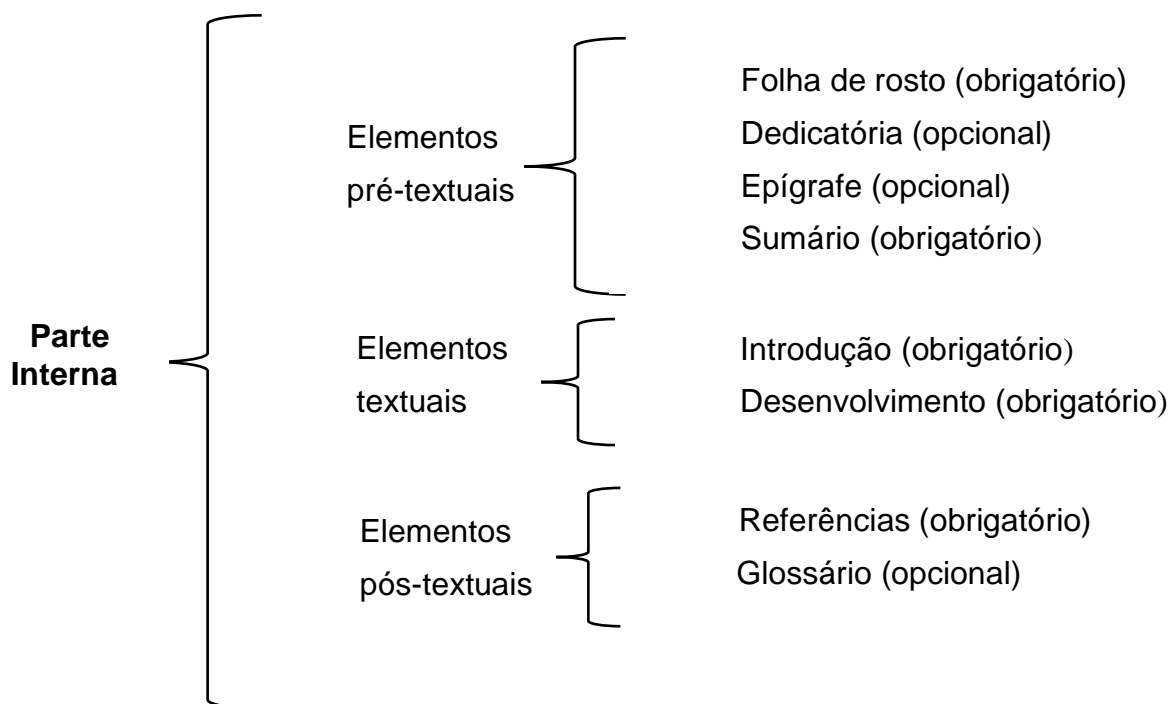 Parte
Interna
Elementos
pré-textuais
Folha de rosto (obrigatório)
Dedicatória (opcional)
Epígrafe (opcional)
Sumário (obrigatório)
Elementos
textuais
Introdução (obrigatório)
Desenvolvimento (obrigatório)
Elementos
pós-textuais
Referências (obrigatório)
Glossário (opcional)